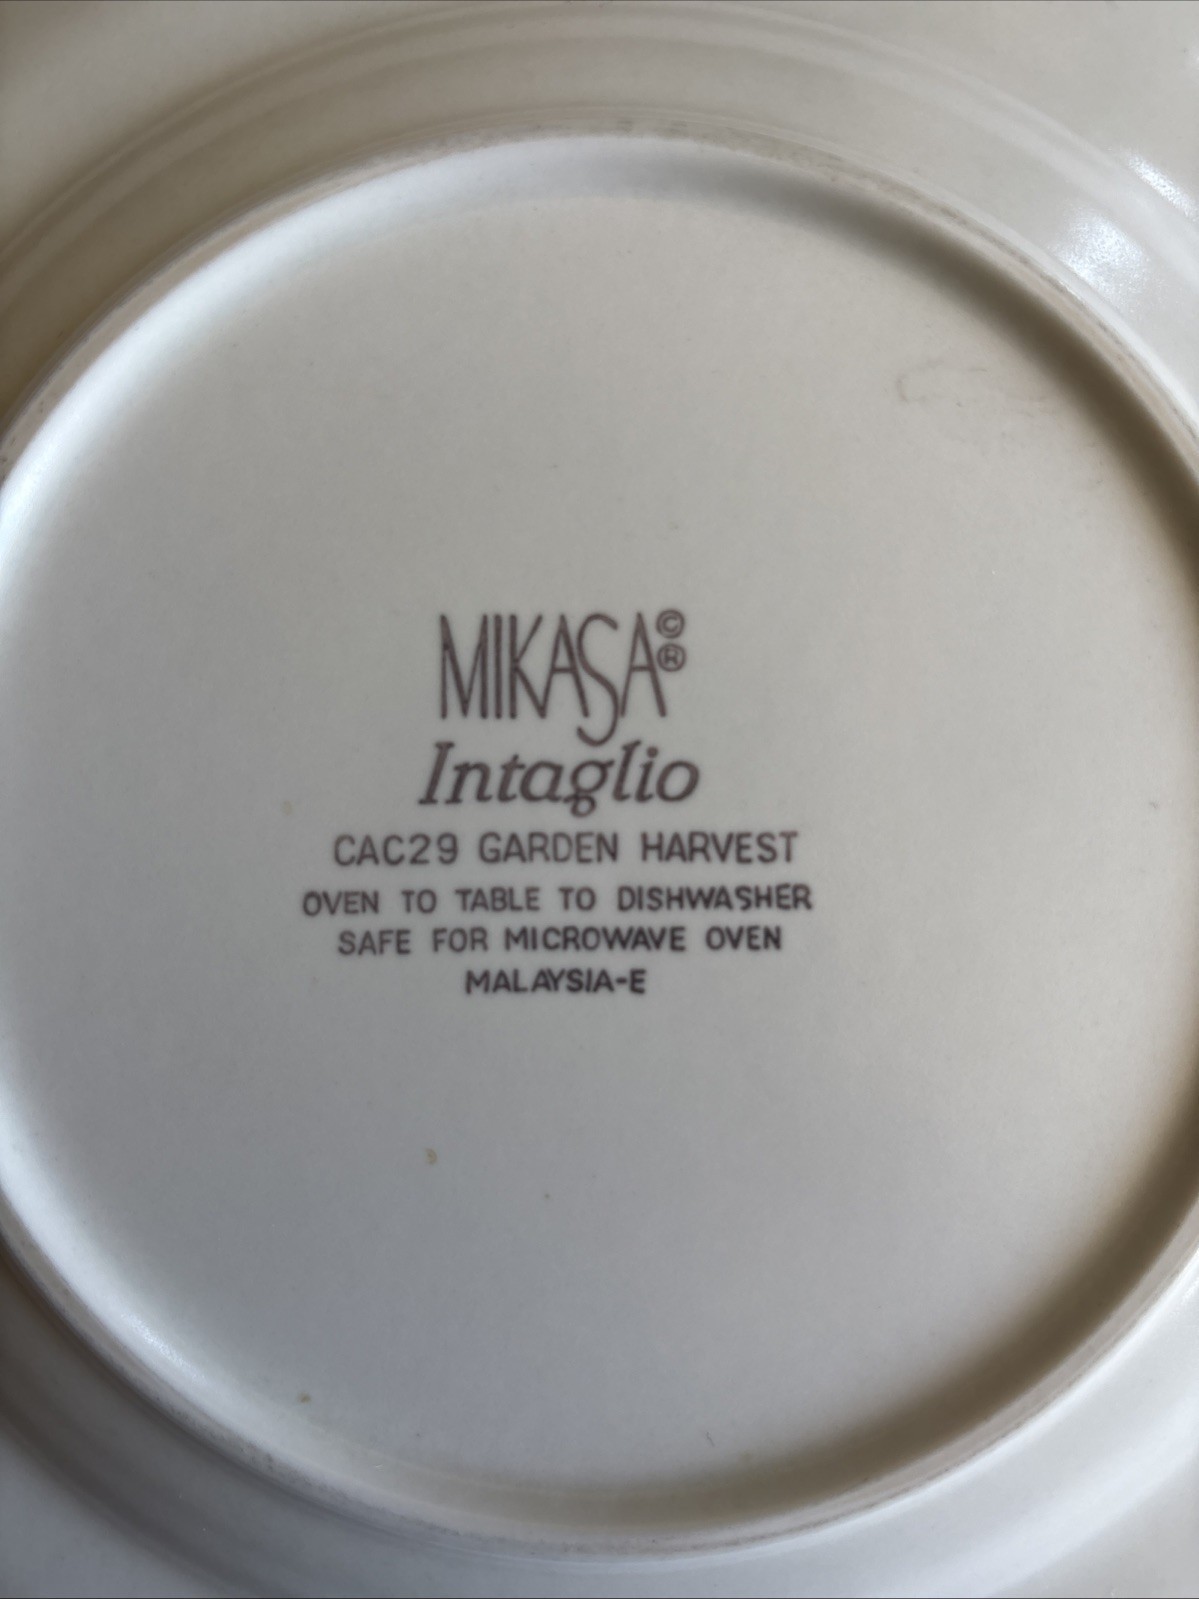 MIKASA©®
Intaglio
CAC29 GARDEN HARVEST
OVEN TO TABLE TO DISHWASHER
SAFE FOR MICROWAVE OVEN
MALAYSIA-E